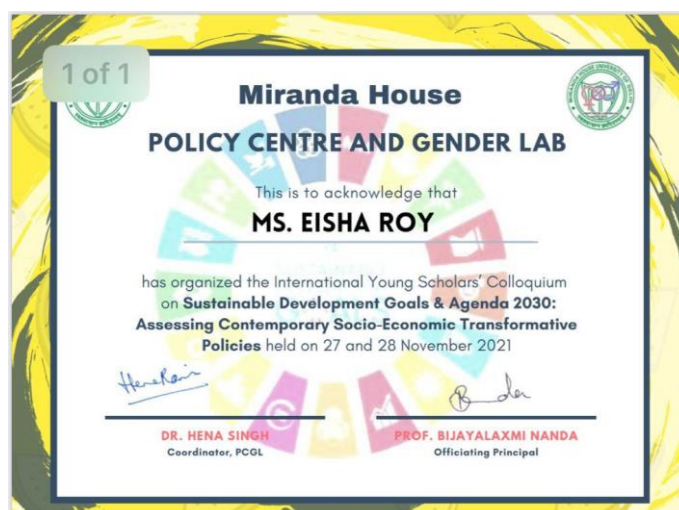 1 of 1
Miranda House
POLICY CENTRE AND GENDER LAB
This is to acknowledge that
MS. EISHA ROY
has organized the International Young Scholars' Colloquium
on Sustainable Development Goals & Agenda 2030:
Assessing Contemporary Socio-Economic Transformative
Policies held on 27 and 28 November 2021
DR. HENA SINGH
Coordinator, PCGL
PROF. BIJAYALAXMI NANDA
Officiating Principal